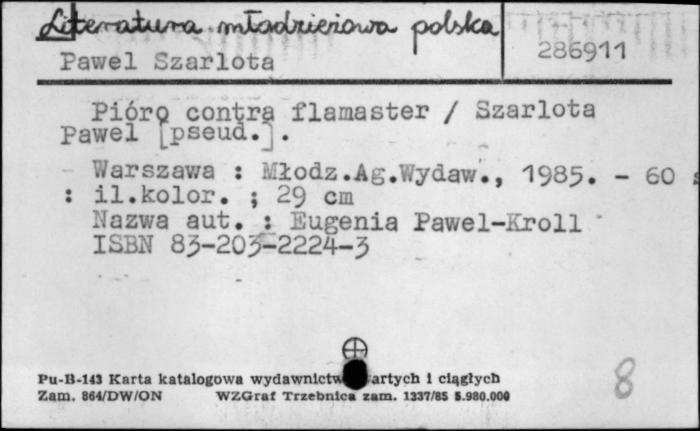 Literatura młodzieżowa polska
Pawel Szarlota
286911
Pióro contra flamaster / Szarlota
Pawel [pseud.].
Warszawa : Młodz.Ag.Wydaw., 1985. - 60 s
: il.kolor. ; 29 cm
Nazwa aut. : Eugenia Pawel-Kroll
ISBN 83-203-2224-3
Pu-B-143 Karta katalogowa wydawnictw artych i ciągłych
Zam. 864/DW/ON WZGraf Trzebnica zam. 1337/85 5.980.000
8